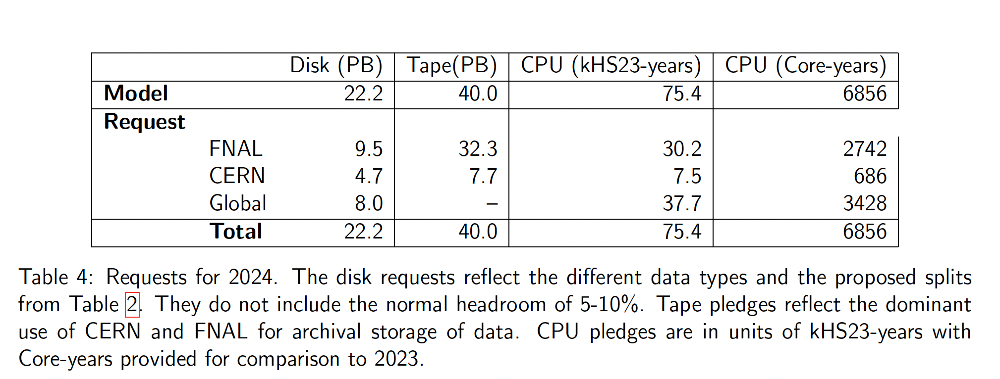 Disk (PB) Tape(PB) CPU (kHS23-years) CPU (Core-years)
Model 22.2 40.0 75.4 6856
Request
FNAL 9.5 32.3 30.2 2742
CERN 4.7 7.7 7.5 686
Global 8.0 – 37.7 3428
Total 22.2 40.0 75.4 6856
Table 4: Requests for 2024. The disk requests reflect the different data types and the proposed splits
from Table 2. They do not include the normal headroom of 5-10%. Tape pledges reflect the dominant
use of CERN and FNAL for archival storage of data. CPU pledges are in units of kHS23-years with
Core-years provided for comparison to 2023.